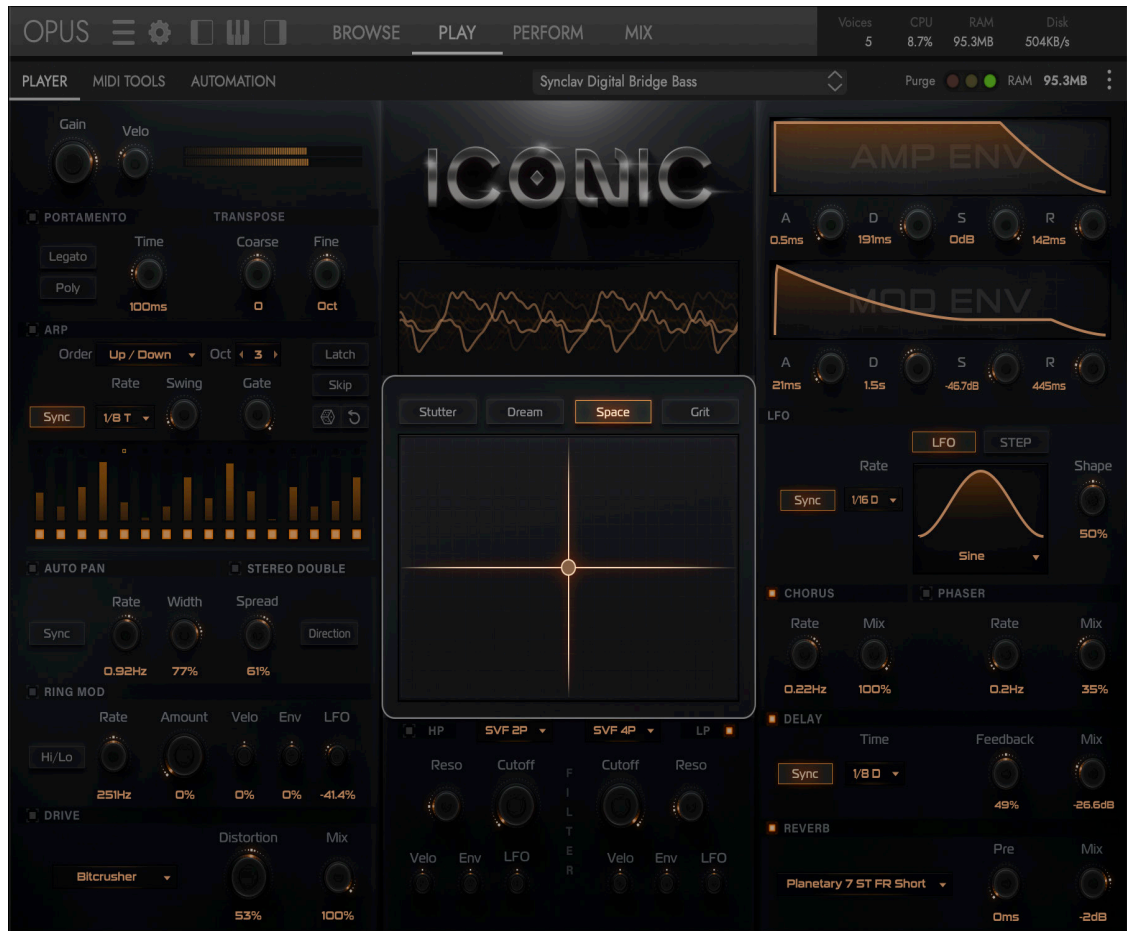 OPUS BROWSE PLAY PERFORM MIX
Voices CPU RAM Disk
5 8.7% 95.3MB 504KB/s
PLAYER MIDI TOOLS AUTOMATION Synclav Digital Bridge Bass Purge RAM 95.3MB
Gain Velo
PORTAMENTO TRANSPOSE
Legato Time Coarse Fine
Poly
100ms 0 Oct
ARP
Order Up / Down Oct 3 Latch
Rate Swing Gate Skip
Sync 1/8 T
AUTO PAN STEREO DOUBLE
Rate Width Spread
Sync Direction
0.92Hz 77% 61%
RING MOD
Rate Amount Velo Env LFO
Hi/Lo
251Hz 0% 0% 0% -41.4%
DRIVE
Distortion Mix
Bitcrusher
53% 100%
ICONIC
Stutter Dream Space Grit
HP SVF 2P SVF 4P LP
Reso Cutoff Cutoff Reso
FILTER
Velo Env LFO Velo Env LFO
AMP ENV
A D S R
0.5ms 191ms 0dB 142ms
MOD ENV
A D S R
21ms 1.5s -46.7dB 445ms
LFO
LFO STEP
Rate Shape
Sync 1/16 D
50%
Sine
CHORUS PHASER
Rate Mix Rate Mix
0.22Hz 100% 0.2Hz 35%
DELAY
Time Feedback Mix
Sync 1/8 D
49% -26.6dB
REVERB
Pre Mix
Planetary 7 ST FR Short
0ms -2dB